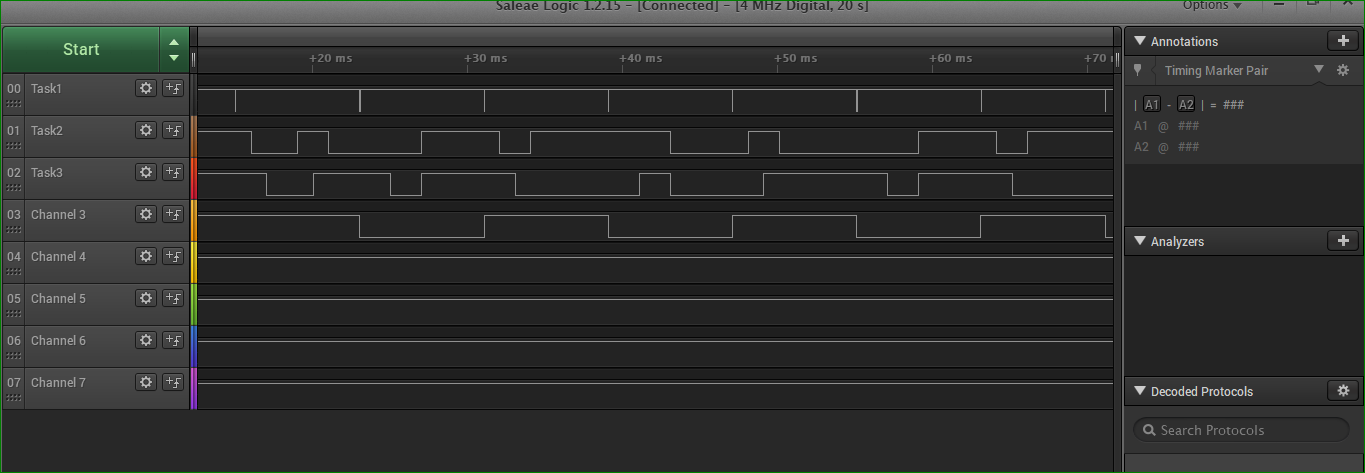 Saleae Logic 1.2.15 - [Connected] - [4 MHz Digital, 20 s]
Options
Start
+20 ms +30 ms +40 ms +50 ms +60 ms +70 m
Annotations
Timing Marker Pair
| A1 - A2 | = ###
A1 @ ###
A2 @ ###
00 Task1
01 Task2
02 Task3
03 Channel 3
04 Channel 4
05 Channel 5
06 Channel 6
07 Channel 7
Analyzers
Decoded Protocols
Search Protocols